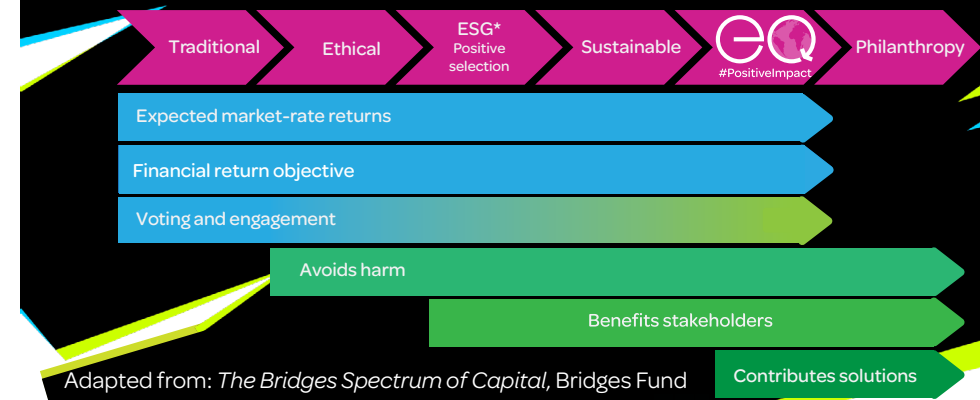 Traditional
Ethical
ESG*
Positive
selection
Sustainable
eQ
#PositiveImpact
Philanthropy
Expected market-rate returns
Financial return objective
Voting and engagement
Avoids harm
Benefits stakeholders
Contributes solutions
Adapted from: The Bridges Spectrum of Capital, Bridges Fund